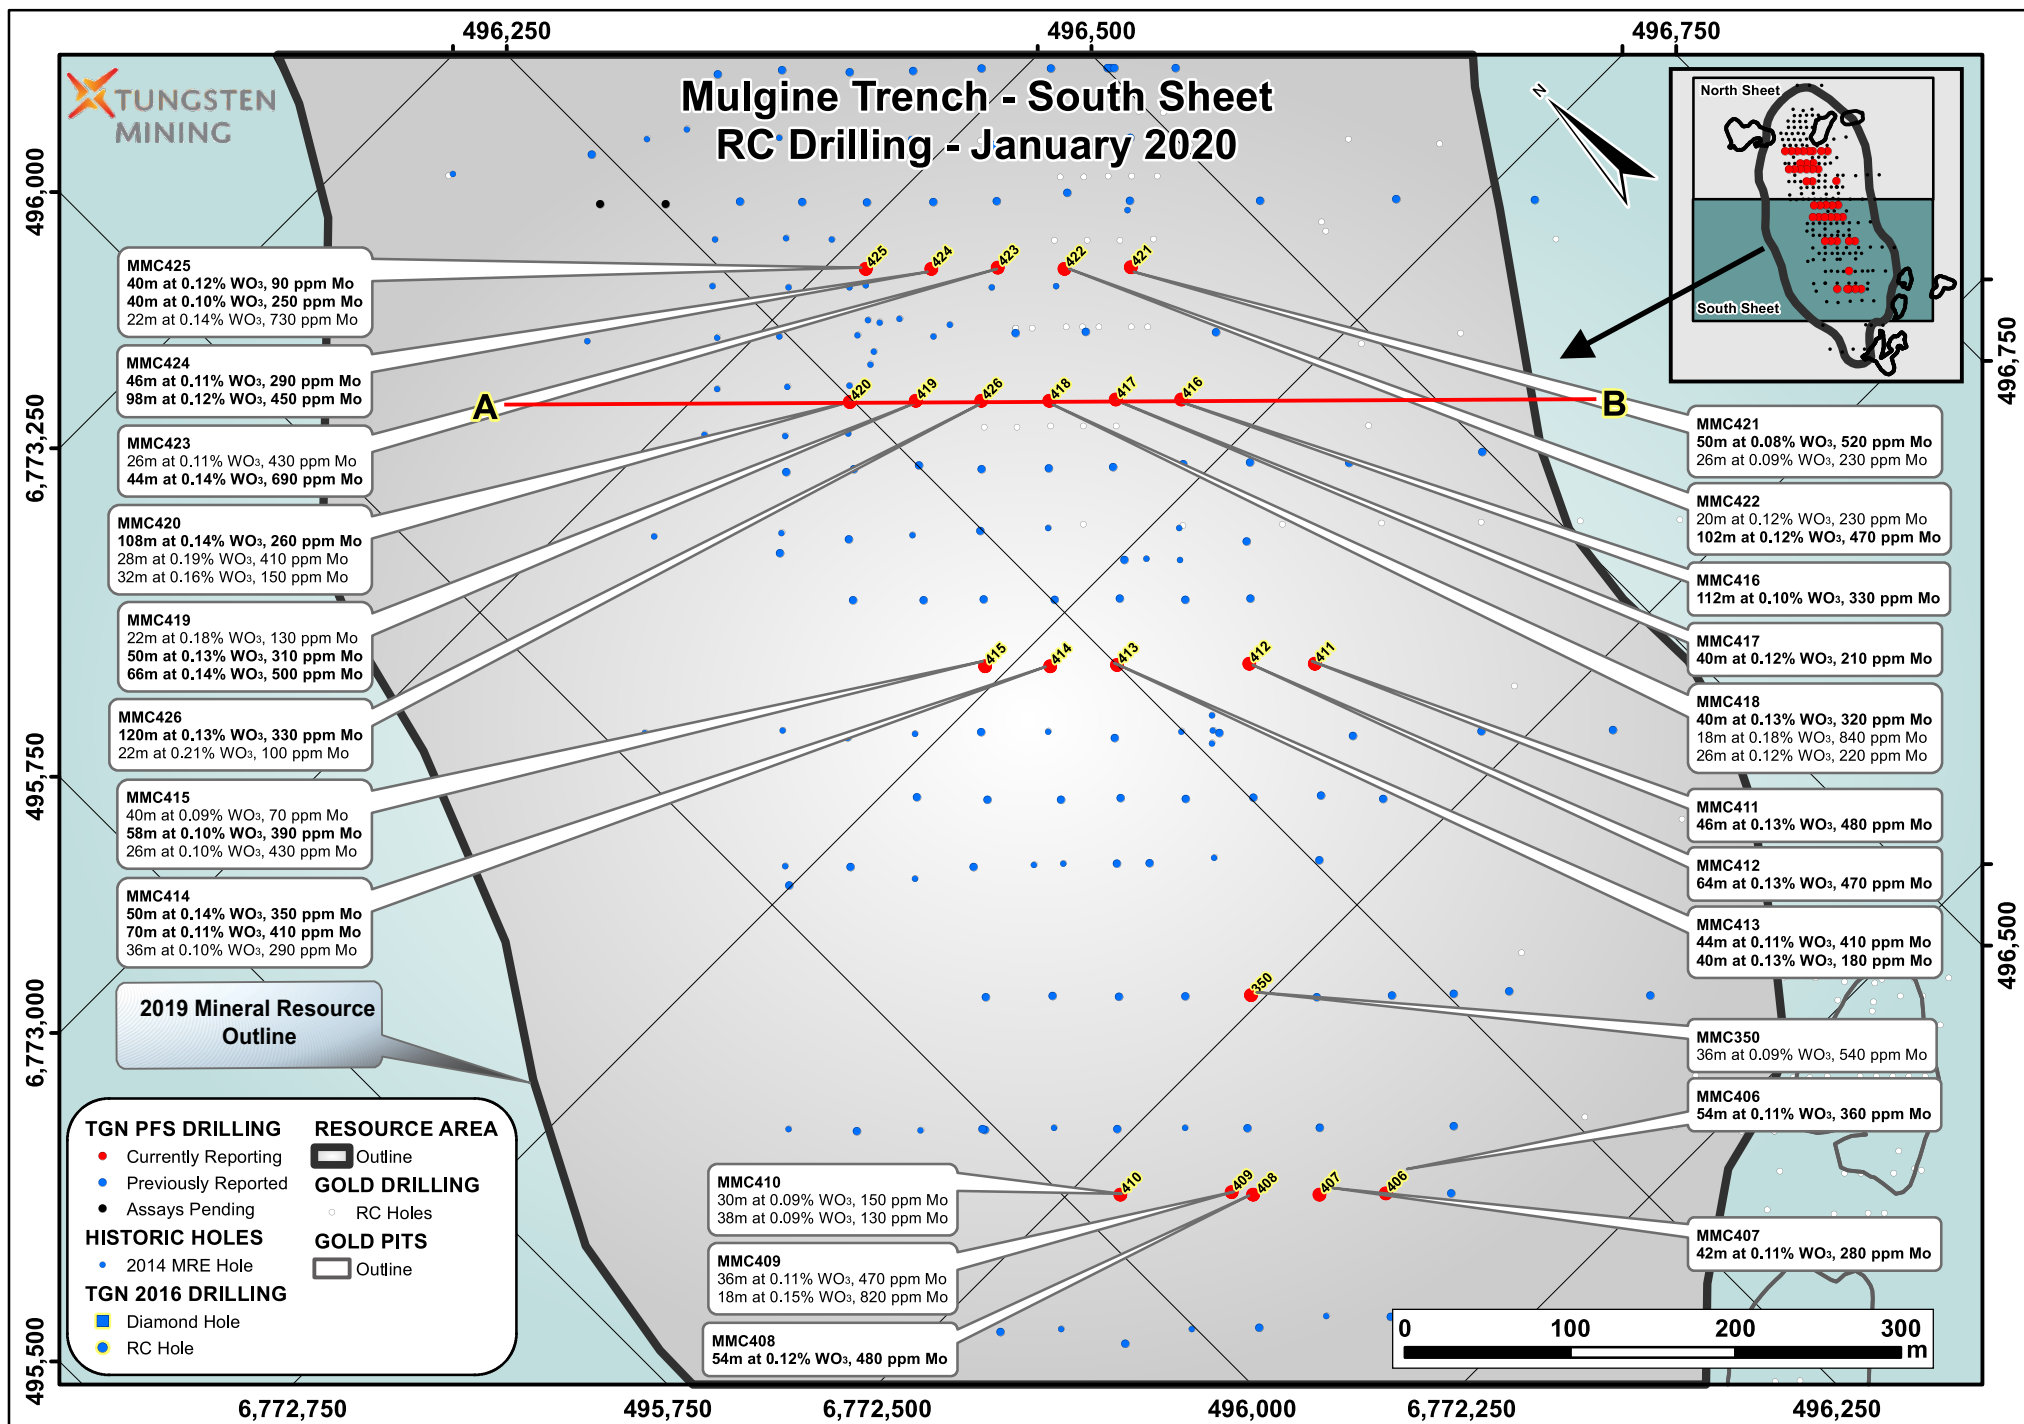 496,250
496,500
496,750
TUNGSTEN
MINING
Mulgine Trench - South Sheet
RC Drilling - January 2020
N
North Sheet
South Sheet
496,000
6,773,250
495,750
6,773,000
495,500
496,750
496,500
425
424
423
422
421
420
419
426
418
417
416
415
414
413
412
411
350
410
409
408
407
406
A
B
MMC425
40m at 0.12% WO₃, 90 ppm Mo
40m at 0.10% WO₃, 250 ppm Mo
22m at 0.14% WO₃, 730 ppm Mo
MMC424
46m at 0.11% WO₃, 290 ppm Mo
98m at 0.12% WO₃, 450 ppm Mo
MMC423
26m at 0.11% WO₃, 430 ppm Mo
44m at 0.14% WO₃, 690 ppm Mo
MMC420
108m at 0.14% WO₃, 260 ppm Mo
28m at 0.19% WO₃, 410 ppm Mo
32m at 0.16% WO₃, 150 ppm Mo
MMC419
22m at 0.18% WO₃, 130 ppm Mo
50m at 0.13% WO₃, 310 ppm Mo
66m at 0.14% WO₃, 500 ppm Mo
MMC426
120m at 0.13% WO₃, 330 ppm Mo
22m at 0.21% WO₃, 100 ppm Mo
MMC415
40m at 0.09% WO₃, 70 ppm Mo
58m at 0.10% WO₃, 390 ppm Mo
26m at 0.10% WO₃, 430 ppm Mo
MMC414
50m at 0.14% WO₃, 350 ppm Mo
70m at 0.11% WO₃, 410 ppm Mo
36m at 0.10% WO₃, 290 ppm Mo
2019 Mineral Resource
Outline
MMC421
50m at 0.08% WO₃, 520 ppm Mo
26m at 0.09% WO₃, 230 ppm Mo
MMC422
20m at 0.12% WO₃, 230 ppm Mo
102m at 0.12% WO₃, 470 ppm Mo
MMC416
112m at 0.10% WO₃, 330 ppm Mo
MMC417
40m at 0.12% WO₃, 210 ppm Mo
MMC418
40m at 0.13% WO₃, 320 ppm Mo
18m at 0.18% WO₃, 840 ppm Mo
26m at 0.12% WO₃, 220 ppm Mo
MMC411
46m at 0.13% WO₃, 480 ppm Mo
MMC412
64m at 0.13% WO₃, 470 ppm Mo
MMC413
44m at 0.11% WO₃, 410 ppm Mo
40m at 0.13% WO₃, 180 ppm Mo
MMC350
36m at 0.09% WO₃, 540 ppm Mo
MMC406
54m at 0.11% WO₃, 360 ppm Mo
MMC407
42m at 0.11% WO₃, 280 ppm Mo
MMC410
30m at 0.09% WO₃, 150 ppm Mo
38m at 0.09% WO₃, 130 ppm Mo
MMC409
36m at 0.11% WO₃, 470 ppm Mo
18m at 0.15% WO₃, 820 ppm Mo
MMC408
54m at 0.12% WO₃, 480 ppm Mo
TGN PFS DRILLING
Currently Reporting
Previously Reported
Assays Pending
HISTORIC HOLES
2014 MRE Hole
TGN 2016 DRILLING
Diamond Hole
RC Hole
RESOURCE AREA
Outline
GOLD DRILLING
RC Holes
GOLD PITS
Outline
0 100 200 300
m
6,772,750
495,750
6,772,500
496,000
6,772,250
496,250